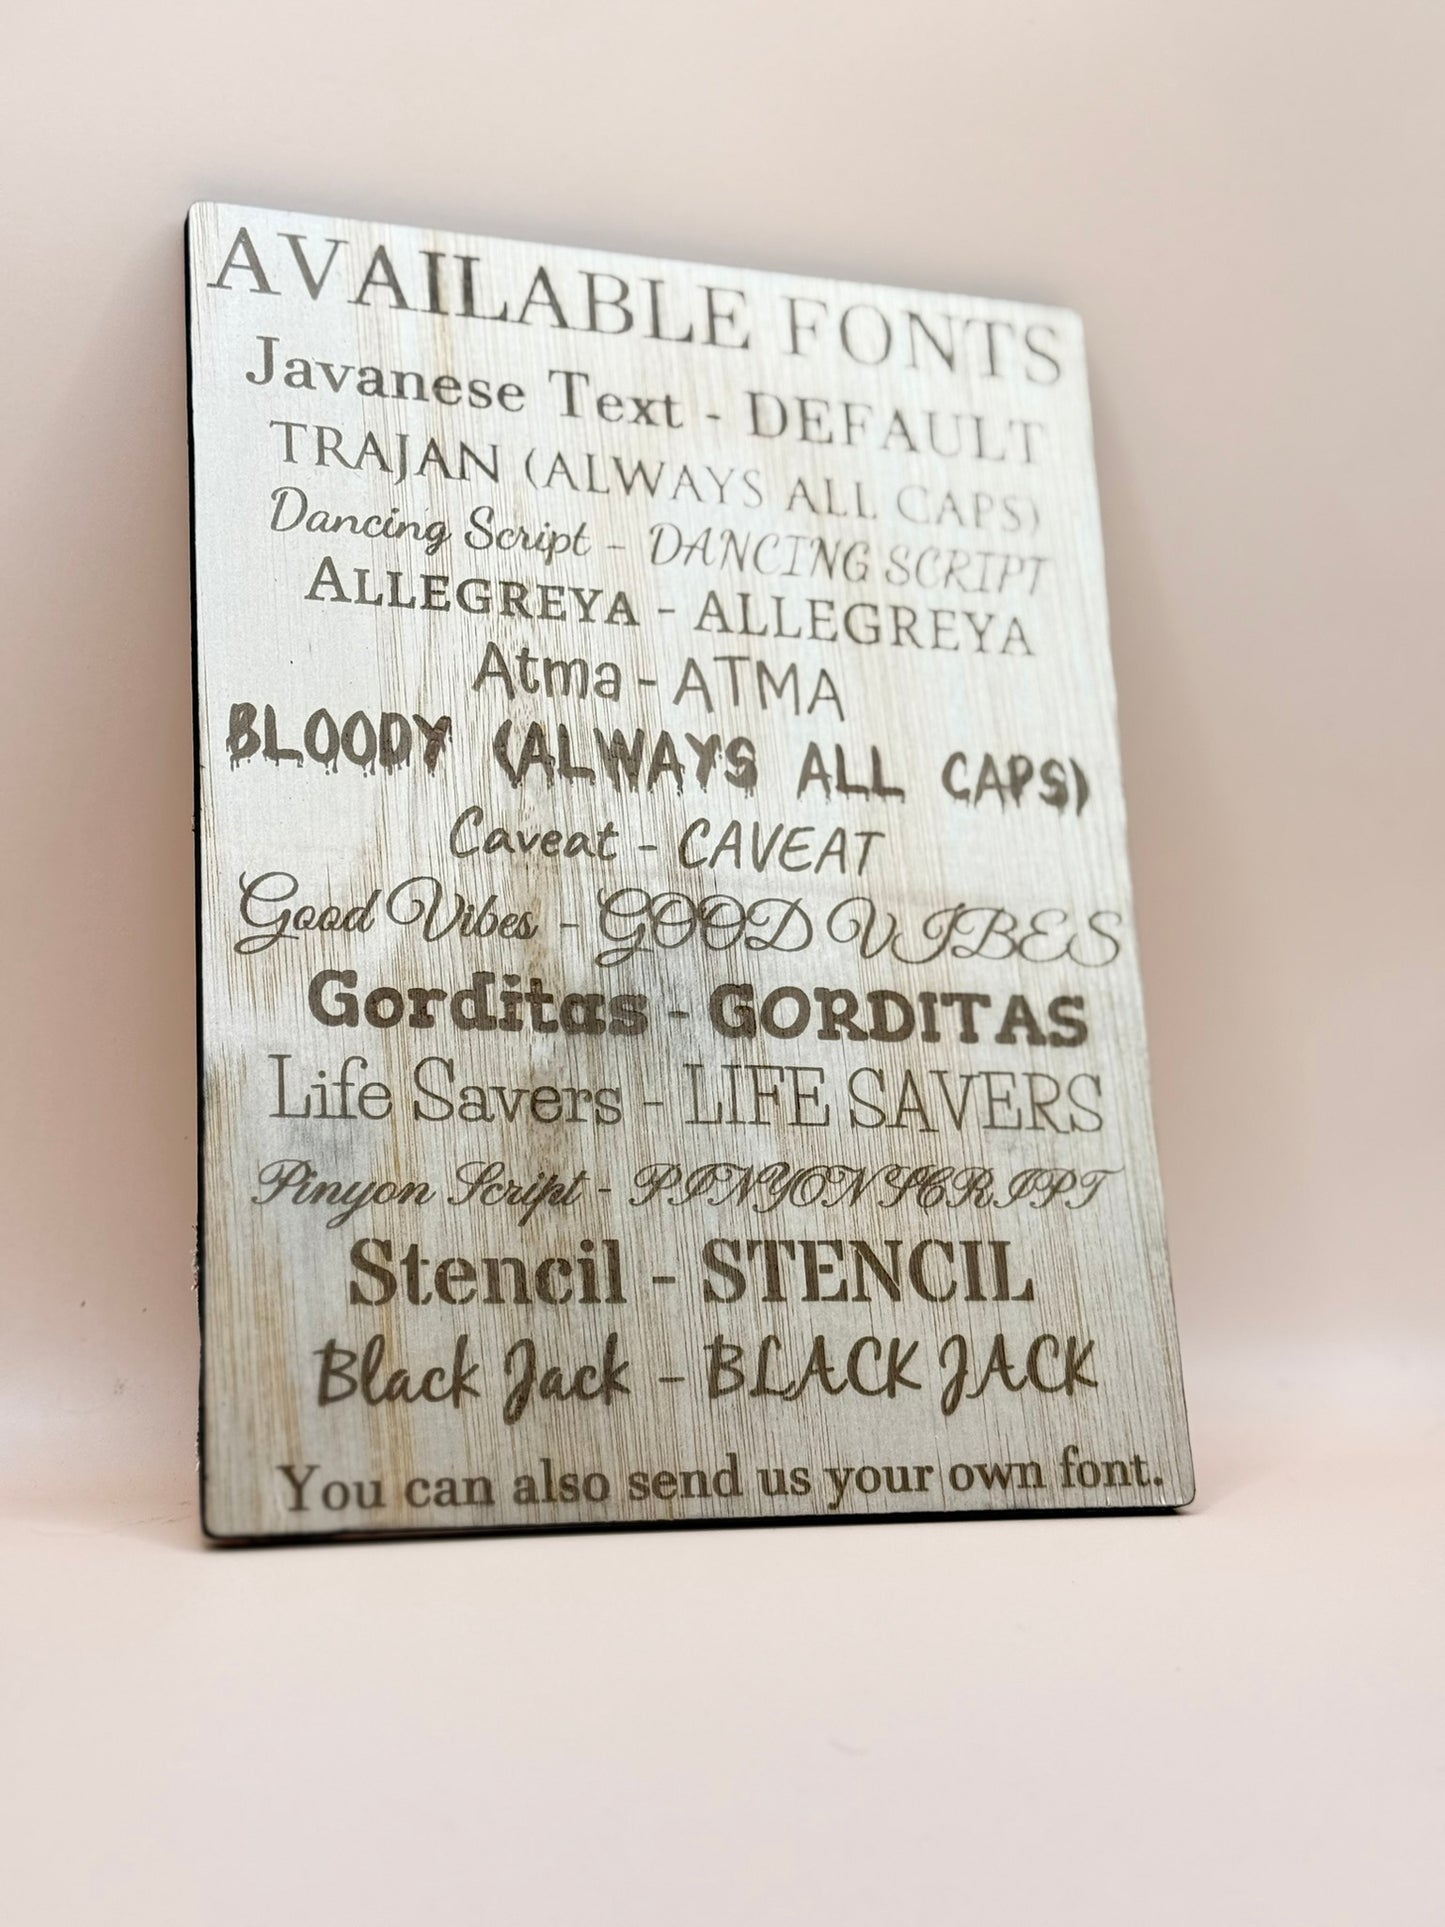 AVAILABLE FONTS
Javanese Text - DEFAULT
TRAJAN (ALWAYS ALL CAPS)
Dancing Script - DANCING SCRIPT
ALLEGREYA - ALLEGREYA
Atma - ATMA
BLOODY (ALWAYS ALL CAPS)
Caveat - CAVEAT
Good Vibes - GOOD VIBES
Gorditas - GORDITAS
Life Savers - LIFE SAVERS
Pinyon Script - PINYON SCRIPT
Stencil - STENCIL
Black Jack - BLACK JACK
You can also send us your own font.